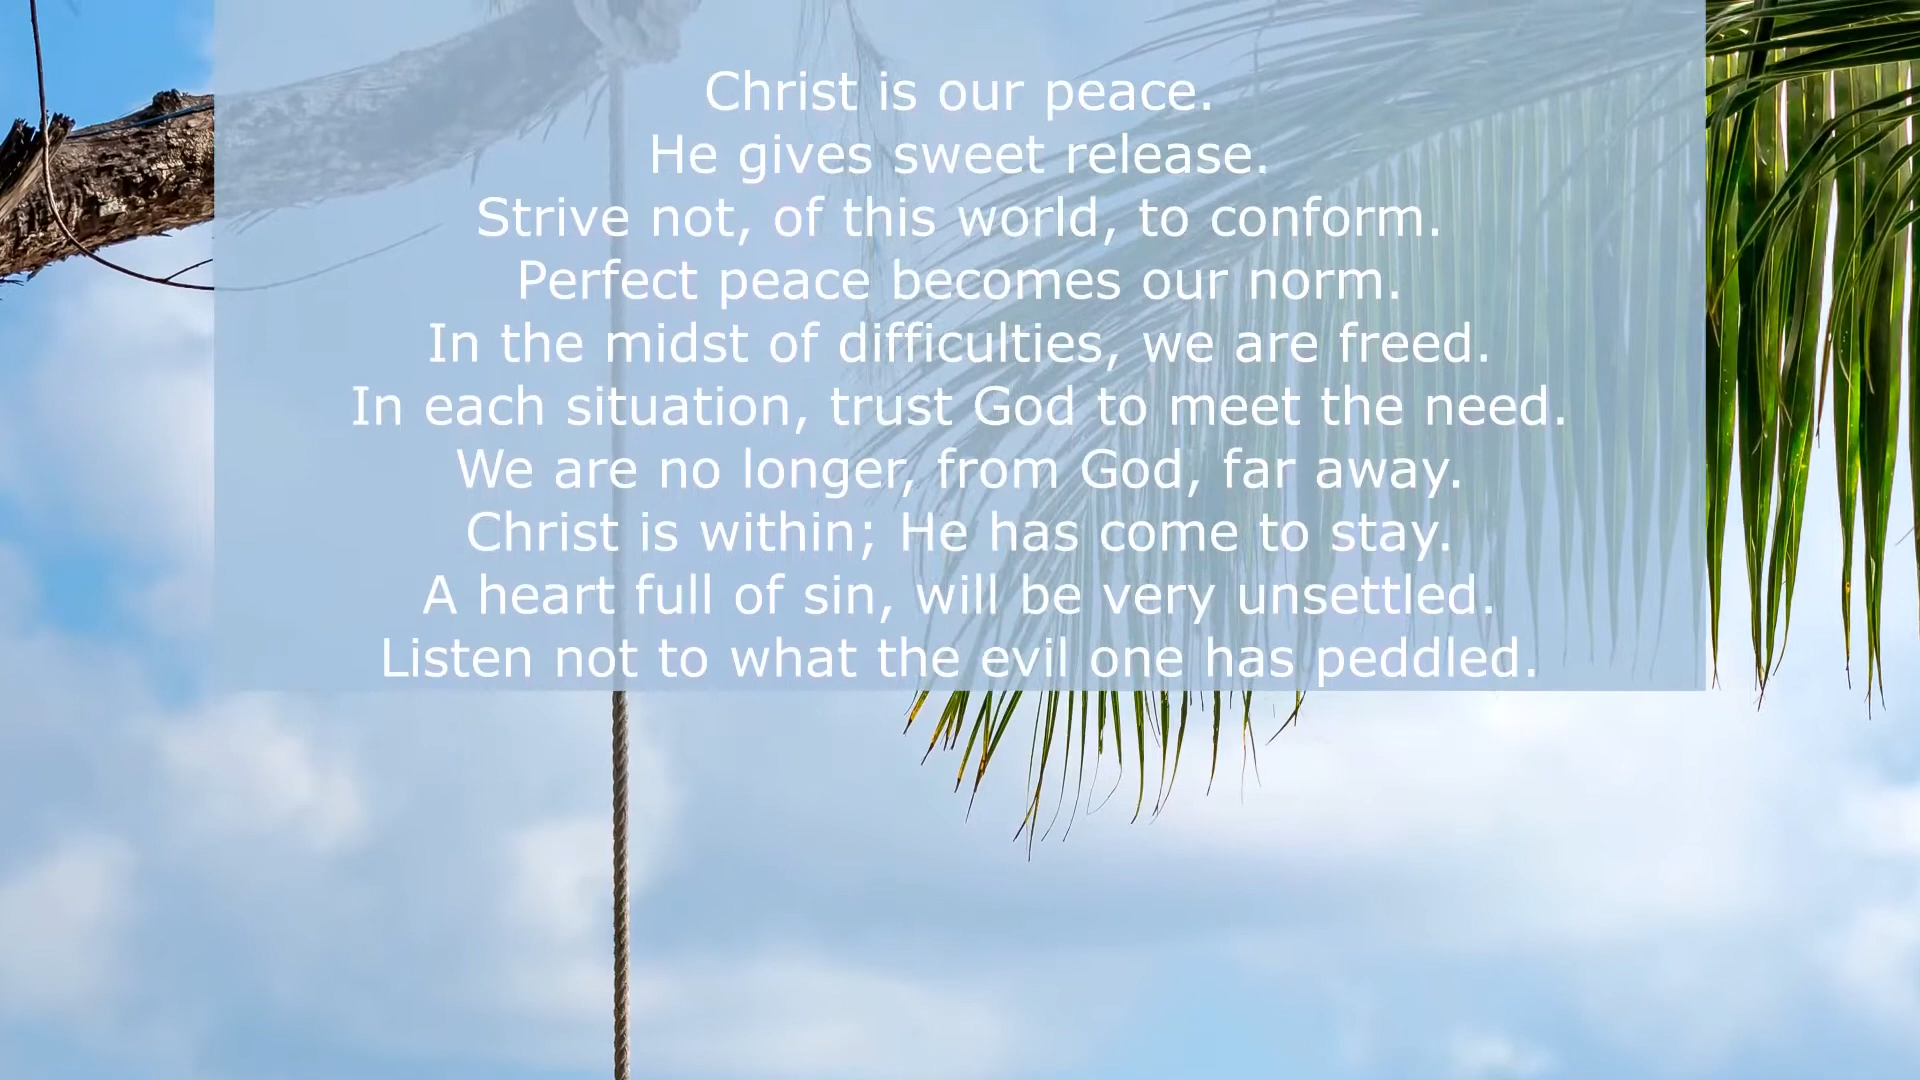 Christ is our peace.
He gives sweet release.
Strive not, of this world, to conform.
Perfect peace becomes our norm.
In the midst of difficulties, we are freed.
In each situation, trust God to meet the need.
We are no longer, from God, far away.
Christ is within; He has come to stay.
A heart full of sin, will be very unsettled.
Listen not to what the evil one has peddled.